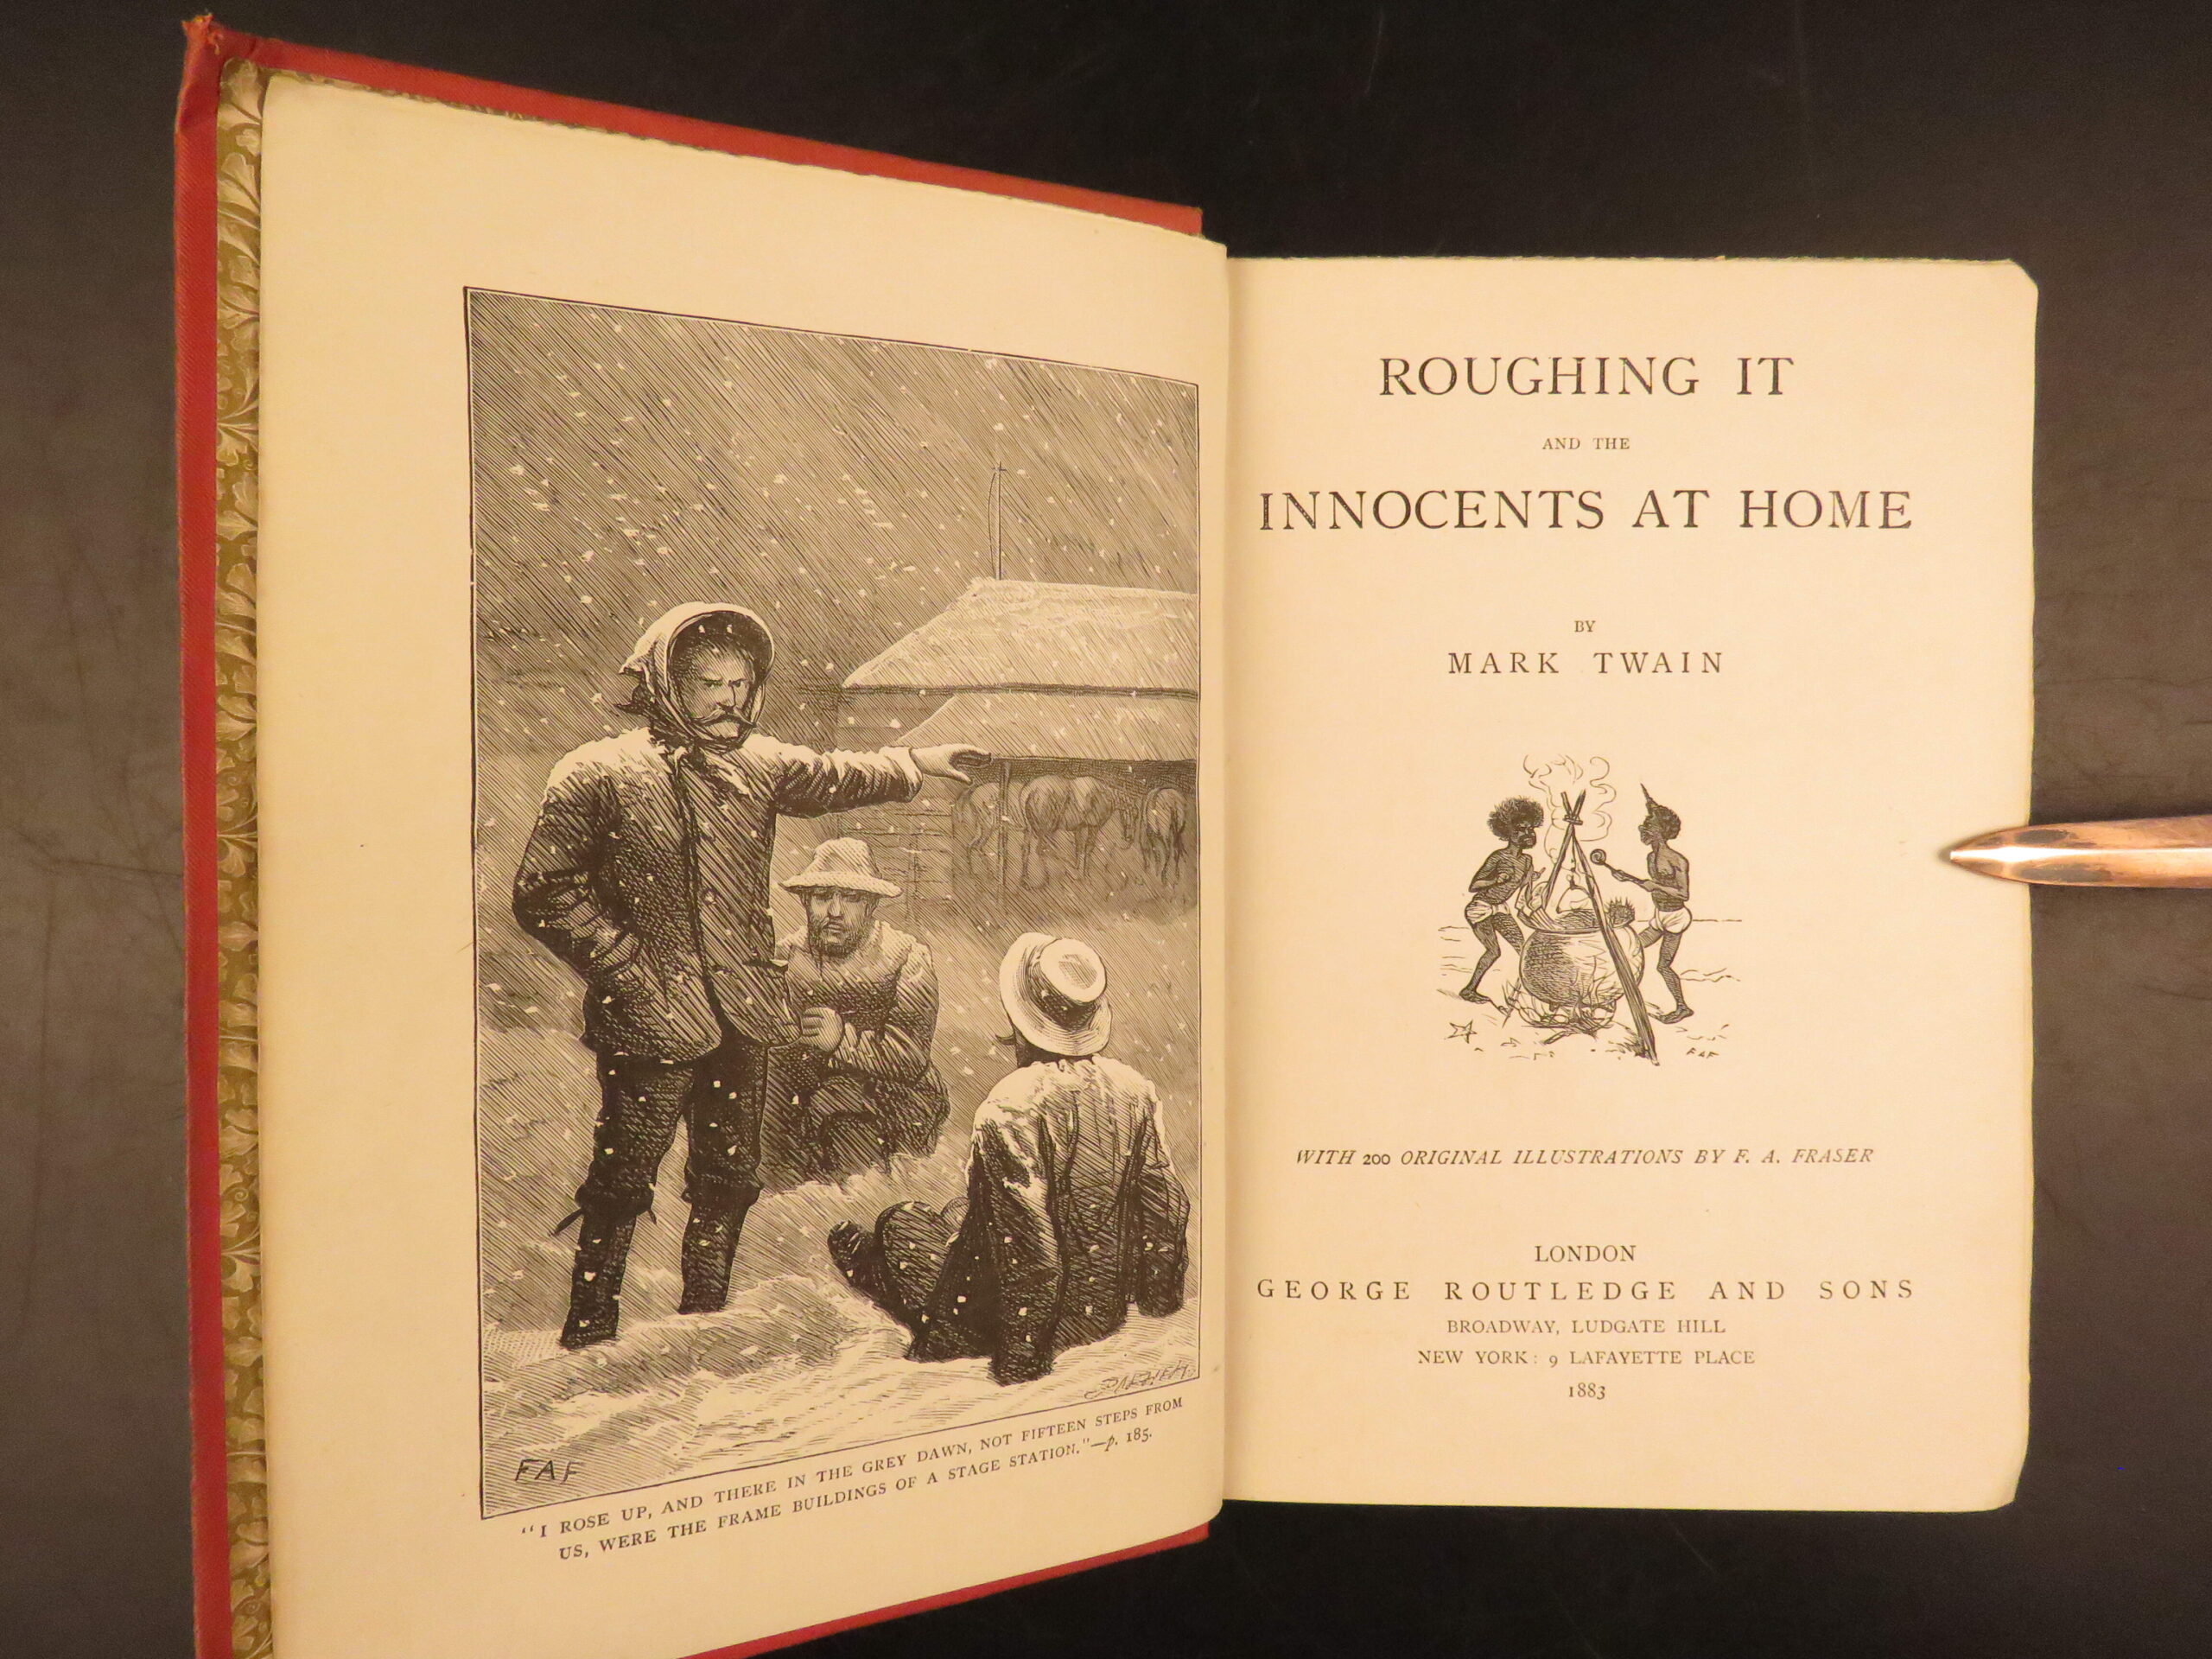 FAF
"I ROSE UP, AND THERE IN THE GREY DAWN, NOT FIFTEEN STEPS FROM
US, WERE THE FRAME BUILDINGS OF A STAGE STATION."—p. 185.
ROUGHING IT
AND THE
INNOCENTS AT HOME
BY
MARK TWAIN
FAF
WITH 200 ORIGINAL ILLUSTRATIONS BY F. A. FRASER
LONDON
GEORGE ROUTLEDGE AND SONS
BROADWAY, LUDGATE HILL
NEW YORK: 9 LAFAYETTE PLACE
1883